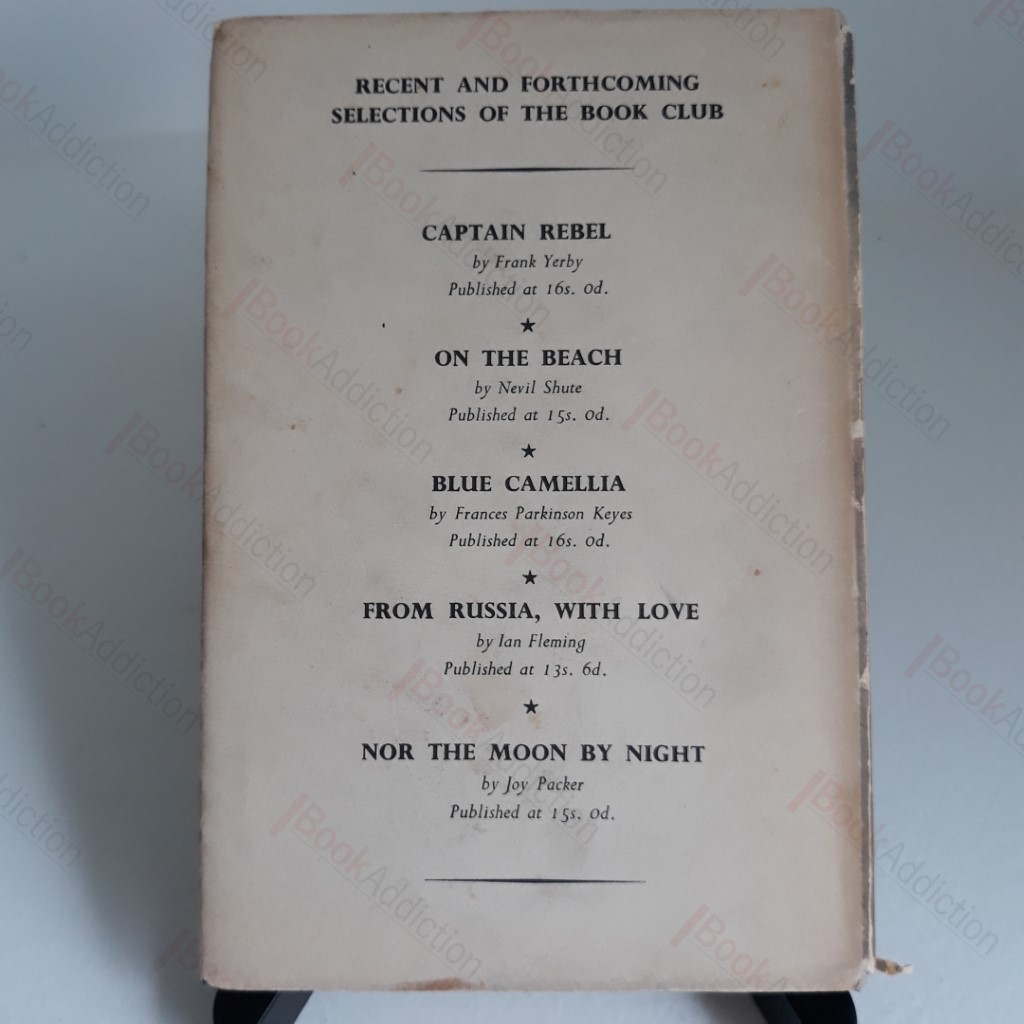 RECENT AND FORTHCOMING
SELECTIONS OF THE BOOK CLUB
CAPTAIN REBEL
by Frank Yerby
Published at 16s. 0d.
★
ON THE BEACH
by Nevil Shute
Published at 15s. 0d.
★
BLUE CAMELLIA
by Frances Parkinson Keyes
Published at 16s. 0d.
★
FROM RUSSIA, WITH LOVE
by Ian Fleming
Published at 13s. 6d.
★
NOR THE MOON BY NIGHT
by Joy Packer
Published at 15s. 0d.
BookAddiction